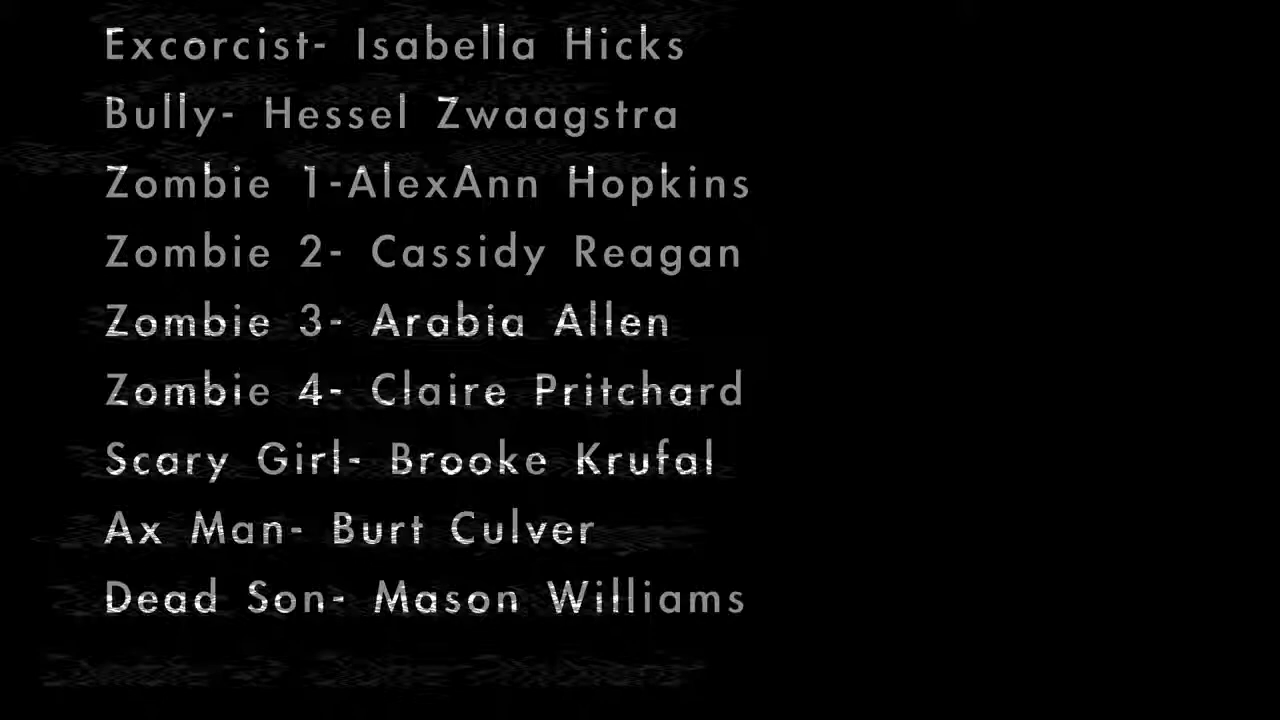 Excorcist- Isabella Hicks
Bully- Hessel Zwaagstra
Zombie 1-AlexAnn Hopkins
Zombie 2- Cassidy Reagan
Zombie 3- Arabia Allen
Zombie 4- Claire Pritchard
Scary Girl- Brooke Krufal
Ax Man- Burt Culver
Dead Son- Mason Williams